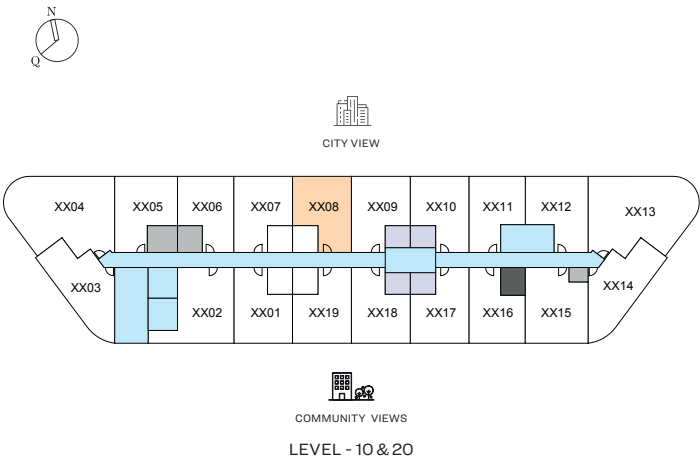 N
Q
CITY VIEW
XX04 XX05 XX06 XX07 XX08 XX09 XX10 XX11 XX12 XX13
XX03 XX14
XX02 XX01 XX19 XX18 XX17 XX16 XX15
COMMUNITY VIEWS
LEVEL - 10 & 20